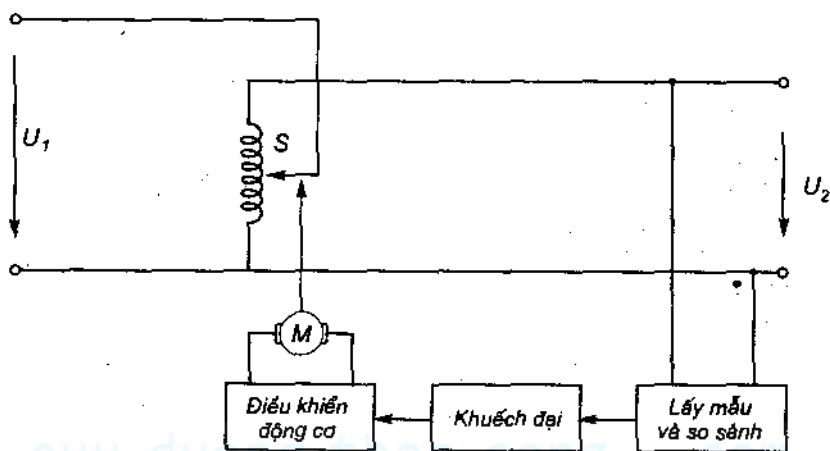 U1
S
U2
M
Điều khiển
động cơ
Khuếch đại
Lấy mẫu
và so sánh